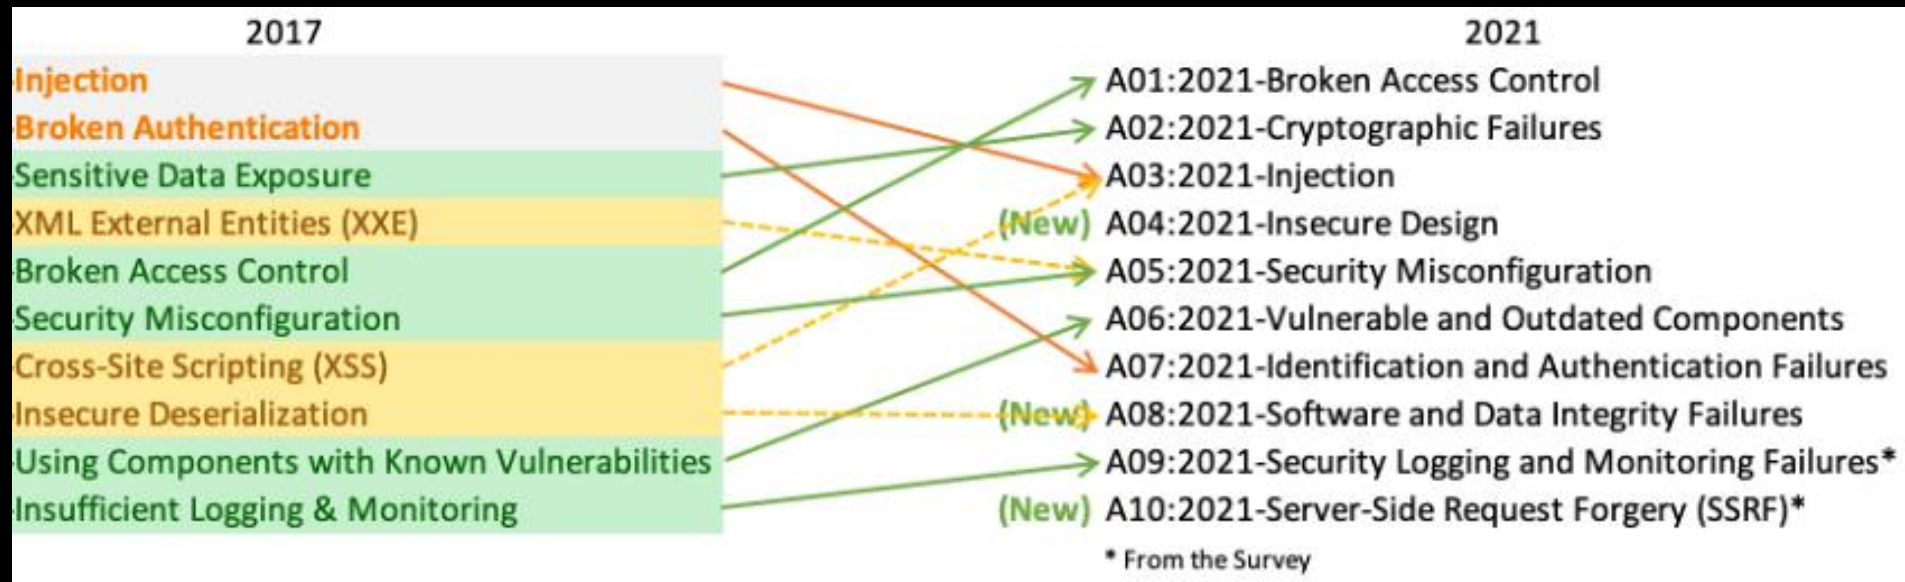 2017
Injection
Broken Authentication
Sensitive Data Exposure
XML External Entities (XXE)
Broken Access Control
Security Misconfiguration
Cross-Site Scripting (XSS)
Insecure Deserialization
Using Components with Known Vulnerabilities
Insufficient Logging & Monitoring
2021
A01:2021-Broken Access Control
A02:2021-Cryptographic Failures
A03:2021-Injection
(New) A04:2021-Insecure Design
A05:2021-Security Misconfiguration
A06:2021-Vulnerable and Outdated Components
A07:2021-Identification and Authentication Failures
(New) A08:2021-Software and Data Integrity Failures
A09:2021-Security Logging and Monitoring Failures*
(New) A10:2021-Server-Side Request Forgery (SSRF)*
* From the Survey